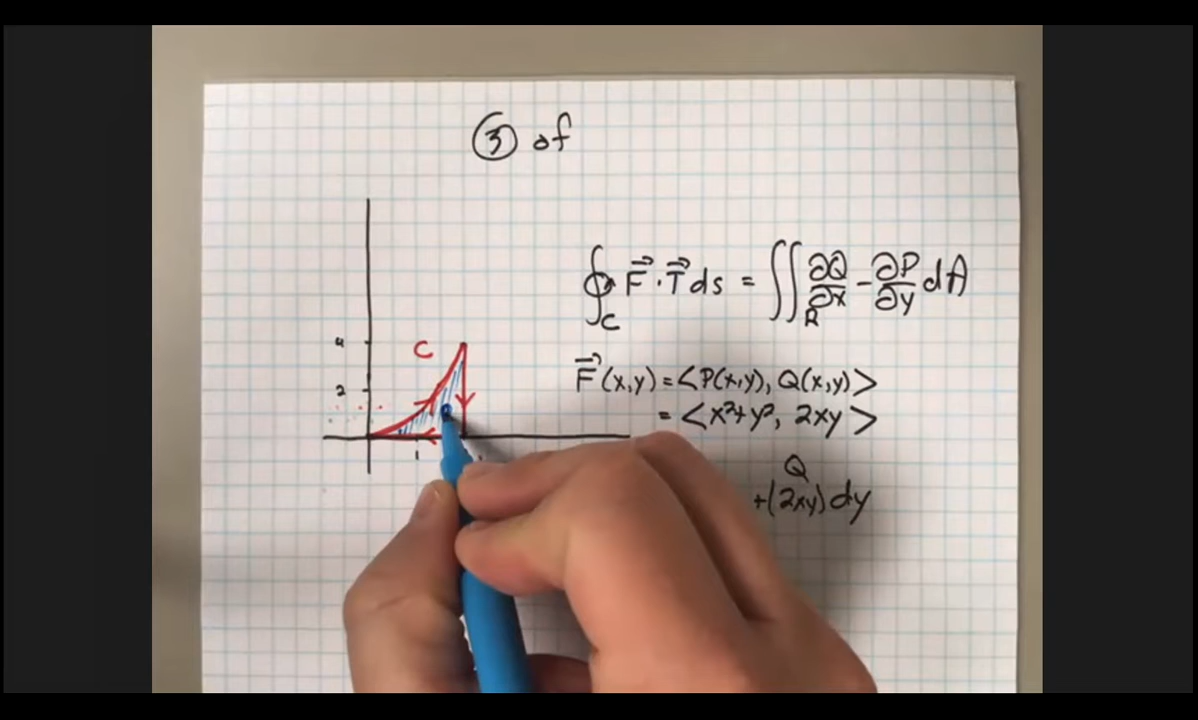 ③ of
∮_C F⃗ · T⃗ ds = ∬_R ∂Q/∂x - ∂P/∂y dA
C
4
2
1
F⃗(x,y) = <P(x,y), Q(x,y)>
= <x²+y², 2xy>
Q
+(2xy)dy